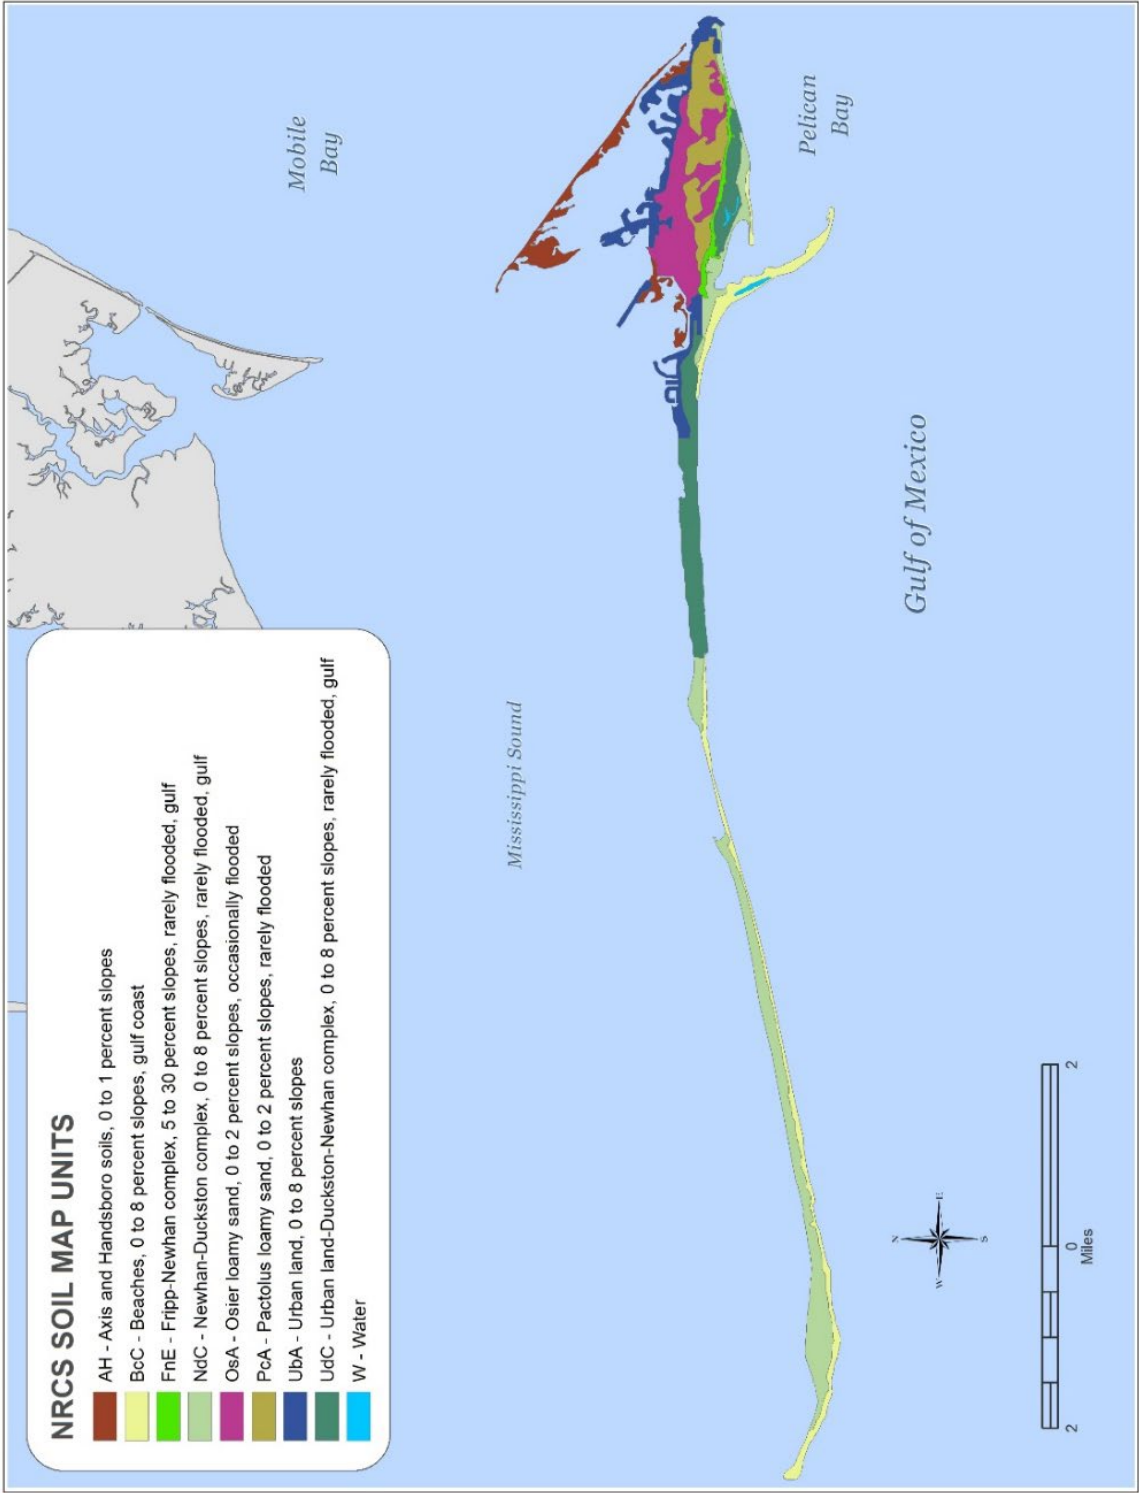 NRCS SOIL MAP UNITS
AH - Axis and Handsboro soils, 0 to 1 percent slopes
BcC - Beaches, 0 to 8 percent slopes, gulf coast
FnE - Fripp-Newhan complex, 5 to 30 percent slopes, rarely flooded, gulf
NdC - Newhan-Duckston complex, 0 to 8 percent slopes, rarely flooded, gulf
OsA - Osier loamy sand, 0 to 2 percent slopes, occasionally flooded
PcA - Pactolus loamy sand, 0 to 2 percent slopes, rarely flooded
UbA - Urban land, 0 to 8 percent slopes
UdC - Urban land-Duckston-Newhan complex, 0 to 8 percent slopes, rarely flooded, gulf
W - Water
Mobile
Bay
Mississippi Sound
Pelican
Bay
Gulf of Mexico
N
W
E
S
2 0 2
Miles